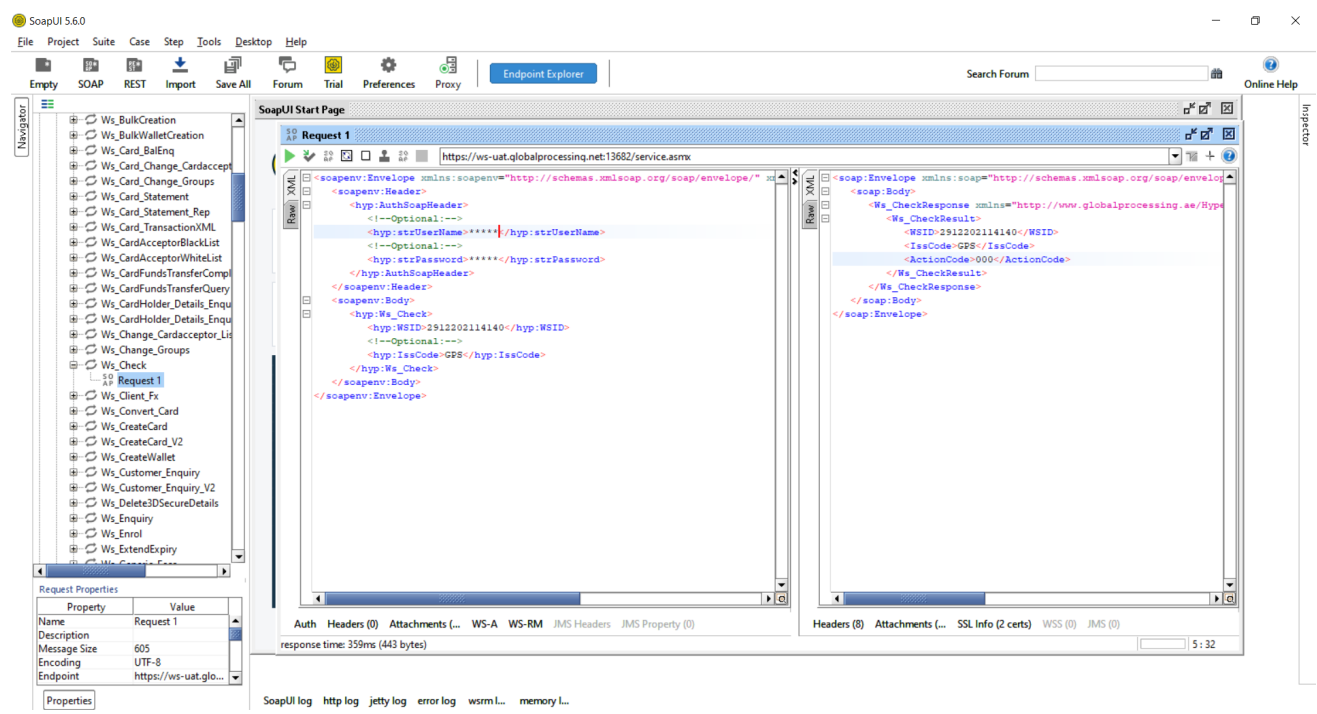 SoapUI 5.6.0
File Project Suite Case Step Tools Desktop Help
Empty SOAP REST Import Save All Forum Trial Preferences Proxy
Endpoint Explorer
Search Forum
Online Help
Navigator
Ws_BulkCreation
Ws_BulkWalletCreation
Ws_Card_BalEnq
Ws_Card_Change_Cardaccept
Ws_Card_Change_Groups
Ws_Card_Statement
Ws_Card_Statement_Rep
Ws_Card_TransactionXML
Ws_CardAcceptorBlackList
Ws_CardAcceptorWhiteList
Ws_CardFundsTransferCompl
Ws_CardFundsTransferQuery
Ws_CardHolder_Details_Enqu
Ws_CardHolder_Details_Enqu
Ws_Change_Cardacceptor_Lis
Ws_Change_Groups
Ws_Check
SO AP Request 1
Ws_Client_Fx
Ws_Convert_Card
Ws_CreateCard
Ws_CreateCard_V2
Ws_CreateWallet
Ws_Customer_Enquiry
Ws_Customer_Enquiry_V2
Ws_Delete3DSecureDetails
Ws_Enquiry
Ws_Enrol
Ws_ExtendExpiry
Request Properties
Property Value
Name Request 1
Description
Message Size 605
Encoding UTF-8
Endpoint https://ws-uat.glo...
Properties
SoapUI Start Page
SO AP Request 1
https://ws-uat.globalprocessing.net:13682/service.asmx
XML
Raw
<soapenv:Envelope xmlns:soapenv="http://schemas.xmlsoap.org/soap/envelope/"
<soapenv:Header>
<hyp:AuthSoapHeader>
<!--Optional:-->
<hyp:strUserName>*****</hyp:strUserName>
<!--Optional:-->
<hyp:strPassword>*****</hyp:strPassword>
</hyp:AuthSoapHeader>
</soapenv:Header>
<soapenv:Body>
<hyp:Ws_Check>
<hyp:WSID>2912202114140</hyp:WSID>
<!--Optional:-->
<hyp:IssCode>GPS</hyp:IssCode>
</hyp:Ws_Check>
</soapenv:Body>
</soapenv:Envelope>
XML
Raw
<soap:Envelope xmlns:soap="http://schemas.xmlsoap.org/soap/envelop
<soap:Body>
<Ws_CheckResponse xmlns="http://www.globalprocessing.ae/Hype
<Ws_CheckResult>
<WSID>2912202114140</WSID>
<IssCode>GPS</IssCode>
<ActionCode>000</ActionCode>
</Ws_CheckResult>
</Ws_CheckResponse>
</soap:Body>
</soap:Envelope>
Auth Headers (0) Attachments (... WS-A WS-RM JMS Headers JMS Property (0)
Headers (8) Attachments (... SSL Info (2 certs) WSS (0) JMS (0)
response time: 359ms (443 bytes)
5 : 32
Inspector
SoapUI log http log jetty log error log wsrm l... memory l...